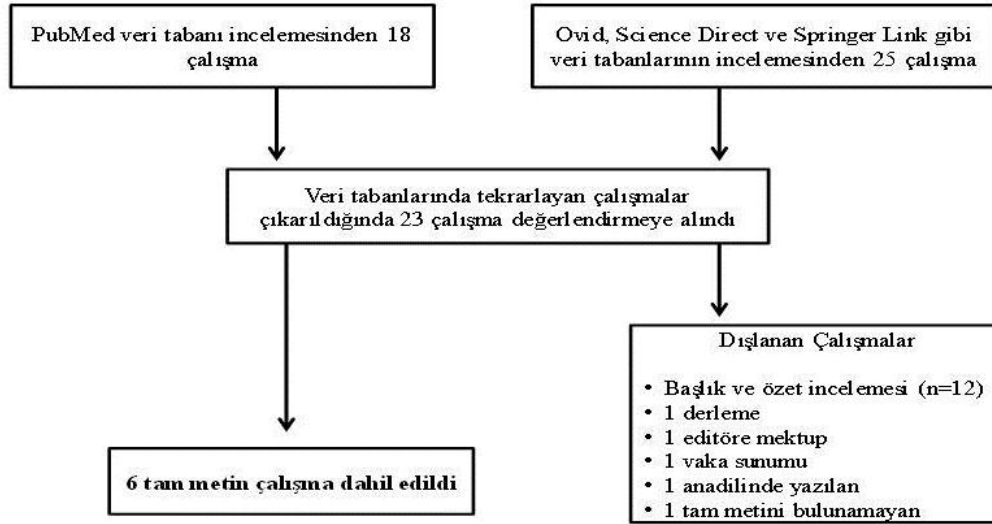 PubMed veri tabanı incelemesinden 18
çalışma
Ovid, Science Direct ve Springer Link gibi
veri tabanlarının incelemesinden 25 çalışma
Veri tabanlarında tekrarlayan çalışmalar
çıkarıldığında 23 çalışma değerlendirmeye alındı
Dışlanan Çalışmalar
• Başlık ve özet incelemesi (n=12)
• 1 derleme
• 1 editöre mektup
• 1 vaka sunumu
• 1 anadilinde yazılan
• 1 tam metini bulunamayan
6 tam metin çalışma dahil edildi